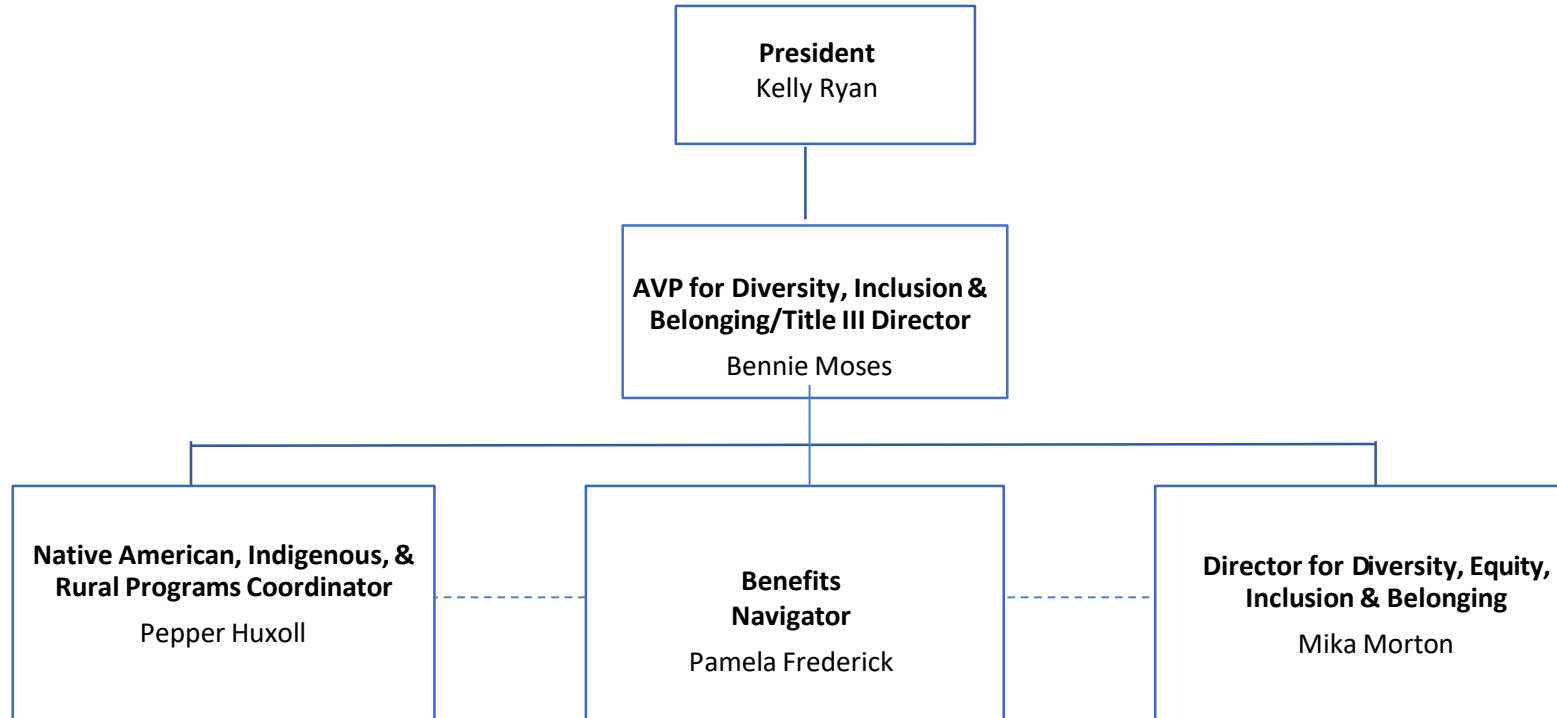 President
Kelly Ryan
AVP for Diversity, Inclusion &
Belonging/Title III Director
Bennie Moses
Native American, Indigenous, &
Rural Programs Coordinator
Pepper Huxoll
Benefits
Navigator
Pamela Frederick
Director for Diversity, Equity,
Inclusion & Belonging
Mika Morton